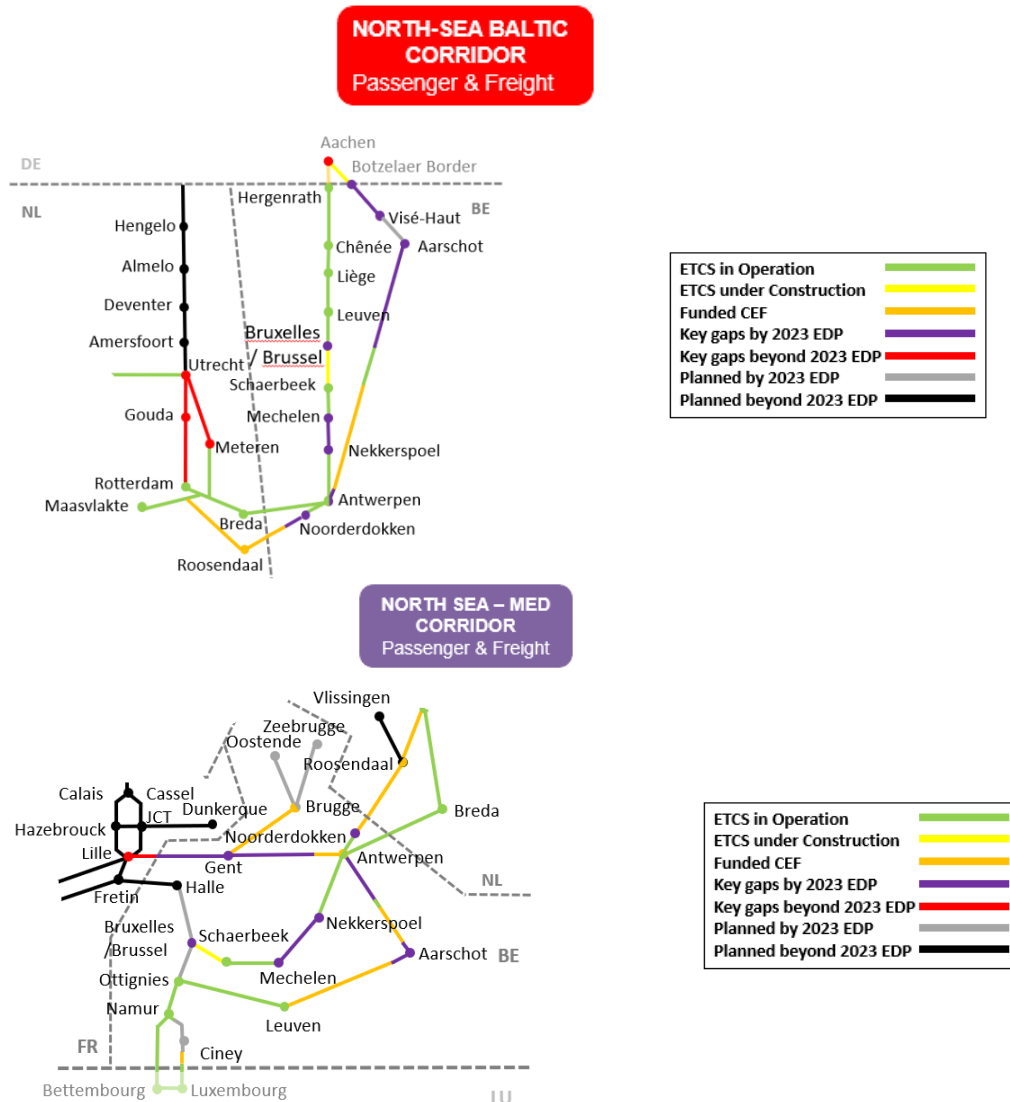 NORTH-SEA BALTIC
CORRIDOR
Passenger & Freight
Aachen
DE
Botzelaer Border
Hergenrath
BE
NL
Visé-Haut
Hengelo
Chênée
Aarschot
Almelo
Liège
Deventer
Leuven
Amersfoort
Bruxelles
/ Brussel
Utrecht
Schaerbeek
Gouda
Mechelen
Meteren
Nekkerspoel
Rotterdam
Antwerpen
Maasvlakte
Breda
Noorderdokken
Roosendaal
ETCS in Operation
ETCS under Construction
Funded CEF
Key gaps by 2023 EDP
Key gaps beyond 2023 EDP
Planned by 2023 EDP
Planned beyond 2023 EDP
NORTH SEA – MED
CORRIDOR
Passenger & Freight
Vlissingen
Zeebrugge
Oostende
Roosendaal
Calais
Cassel
Dunkerque
Brugge
Breda
JCT
Hazebrouck
Noorderdokken
Lille
Gent
Antwerpen
Fretin
Halle
NL
Bruxelles
/Brussel
Schaerbeek
Nekkerspoel
Aarschot
BE
Mechelen
Ottignies
Namur
Leuven
FR
Ciney
Bettembourg
Luxembourg
LU
ETCS in Operation
ETCS under Construction
Funded CEF
Key gaps by 2023 EDP
Key gaps beyond 2023 EDP
Planned by 2023 EDP
Planned beyond 2023 EDP